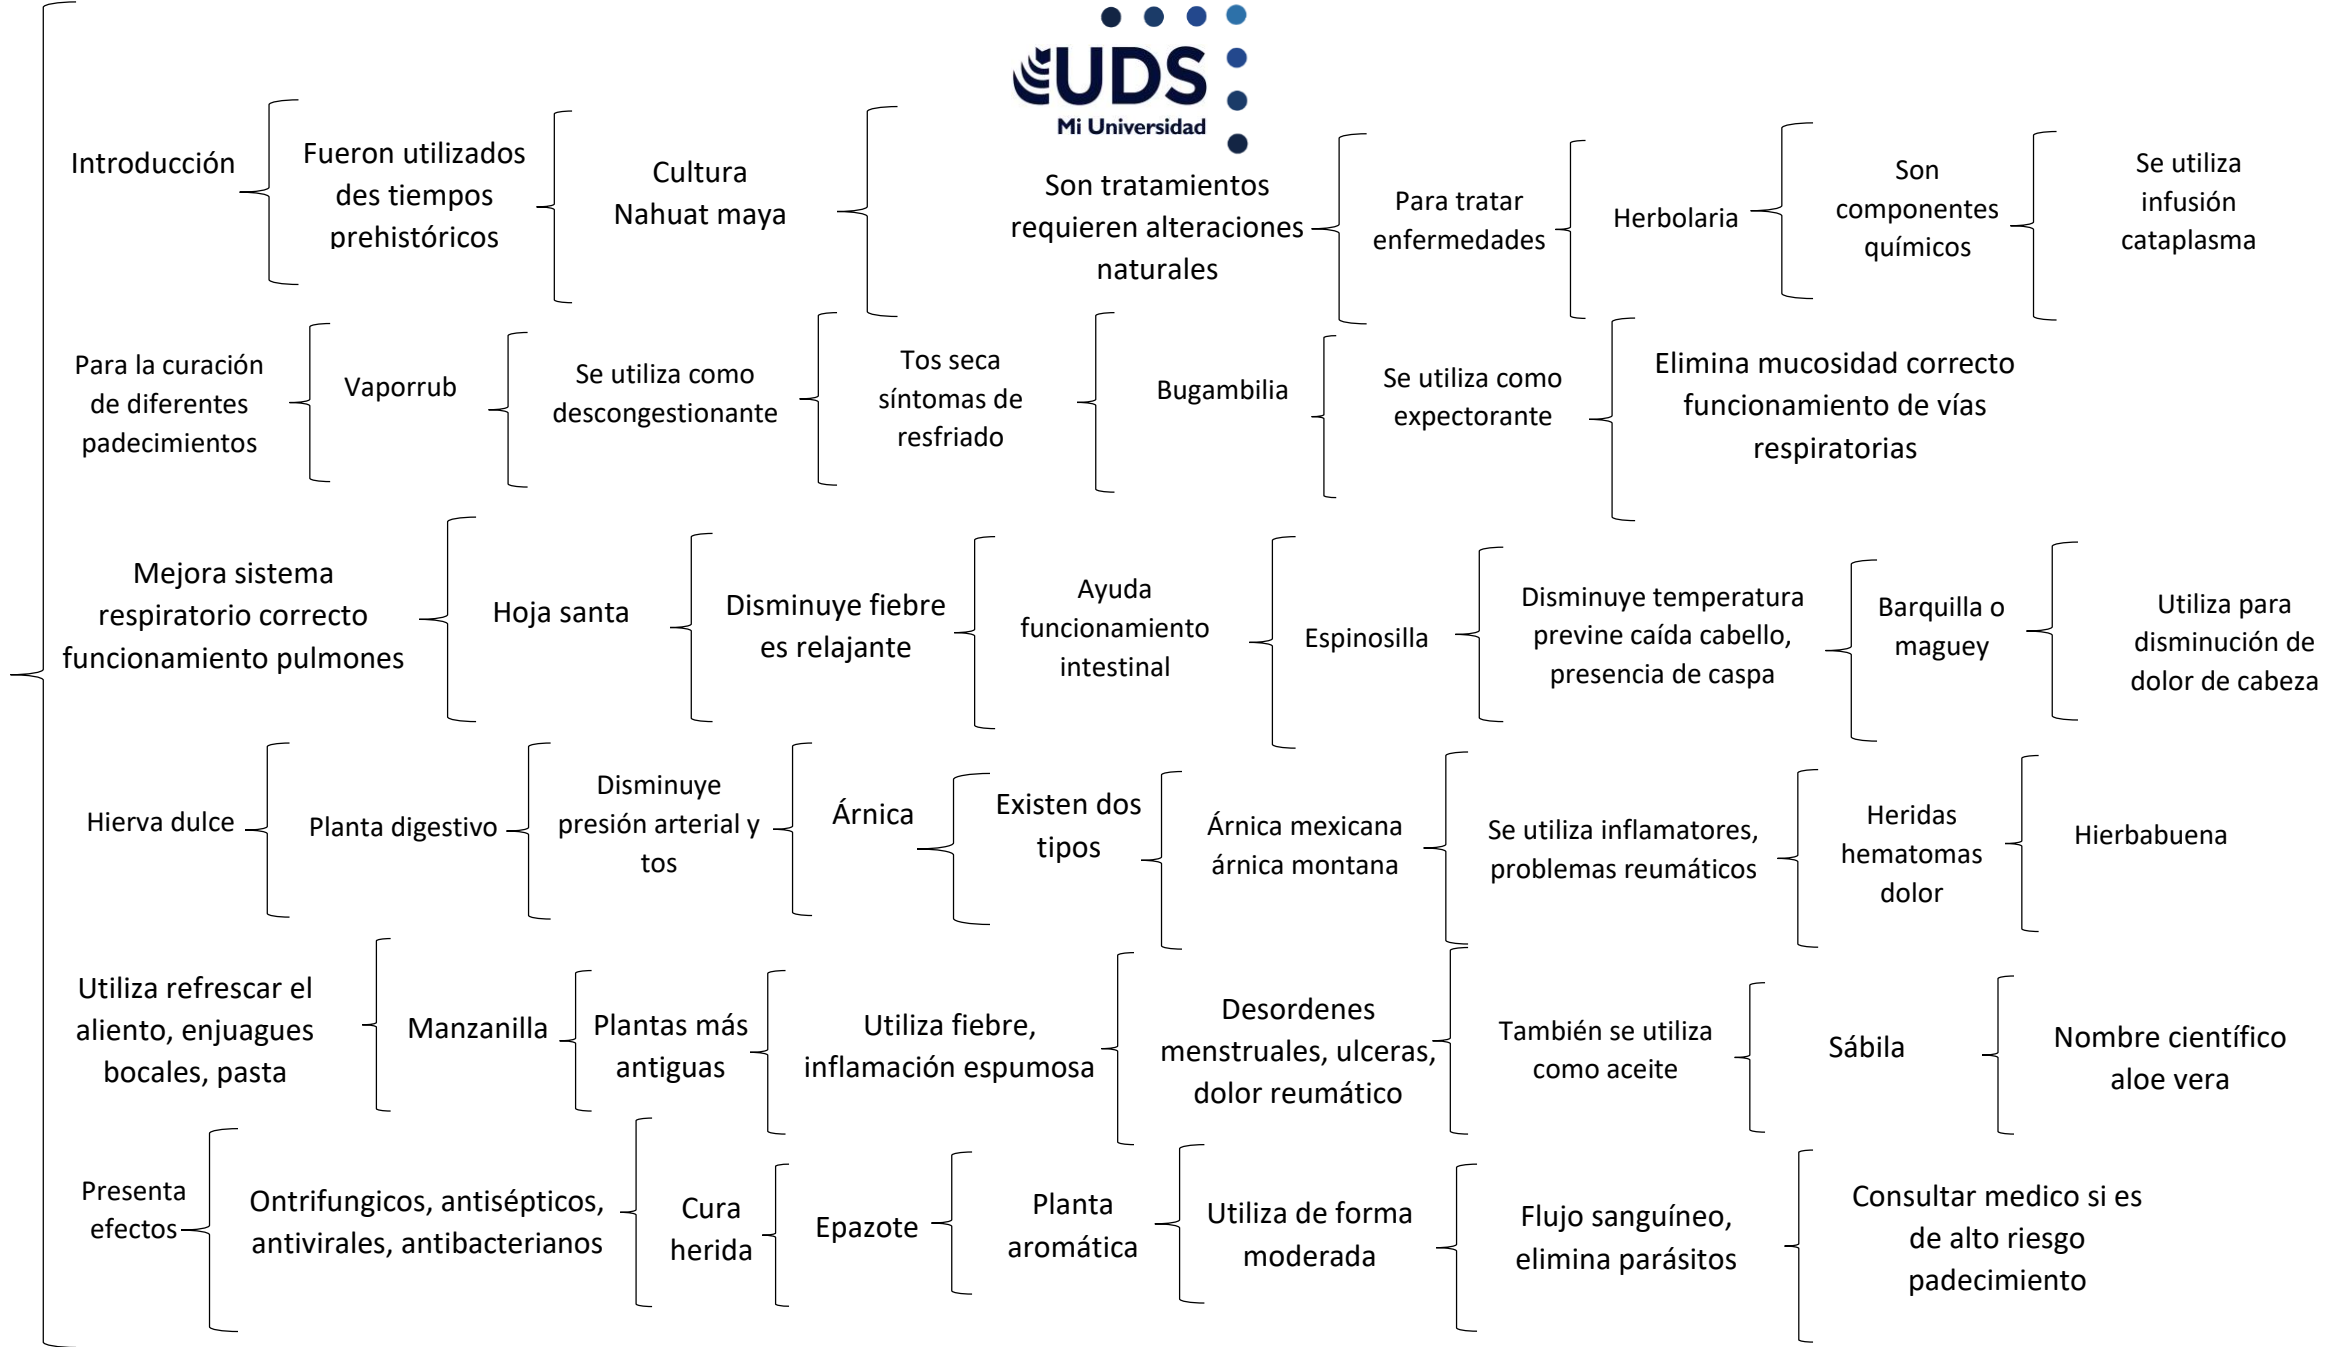 UDS
Mi Universidad
Introducción
Fueron utilizados
des tiempos
prehistóricos
Cultura
Nahuat maya
Son tratamientos
requieren alteraciones
naturales
Para tratar
enfermedades
Herbolaria
Son
componentes
químicos
Se utiliza
infusión
cataplasma
Para la curación
de diferentes
padecimientos
Vaporrub
Se utiliza como
descongestionante
Tos seca
síntomas de
resfriado
Bugambilia
Se utiliza como
expectorante
Elimina mucosidad correcto
funcionamiento de vías
respiratorias
Mejora sistema
respiratorio correcto
funcionamiento pulmones
Hoja santa
Disminuye fiebre
es relajante
Ayuda
funcionamiento
intestinal
Espinosilla
Disminuye temperatura
previne caída cabello,
presencia de caspa
Barquilla o
maguey
Utiliza para
disminución de
dolor de cabeza
Hierva dulce
Planta digestivo
Disminuye
presión arterial y
tos
Árnica
Existen dos
tipos
Árnica mexicana
árnica montana
Se utiliza inflamatores,
problemas reumáticos
Heridas
hematomas
dolor
Hierbabuena
Utiliza refrescar el
aliento, enjuagues
bocales, pasta
Manzanilla
Plantas más
antiguas
Utiliza fiebre,
inflamación espumosa
Desordenes
menstruales, ulceras,
dolor reumático
También se utiliza
como aceite
Sábila
Nombre científico
aloe vera
Presenta
efectos
Ontrifungicos, antisépticos,
antivirales, antibacterianos
Cura
herida
Epazote
Planta
aromática
Utiliza de forma
moderada
Flujo sanguíneo,
elimina parásitos
Consultar medico si es
de alto riesgo
padecimiento